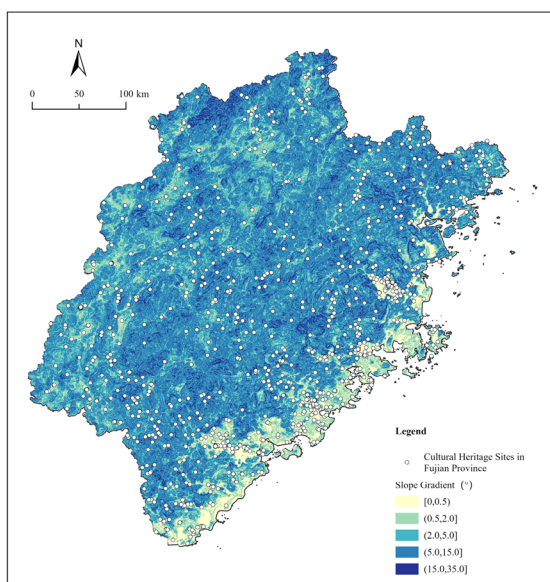 N
0 50 100 km
Legend
Cultural Heritage Sites in
Fujian Province
Slope Gradient (°)
[0,0.5)
(0.5,2.0]
(2.0,5.0]
(5.0,15.0]
(15.0,35.0]